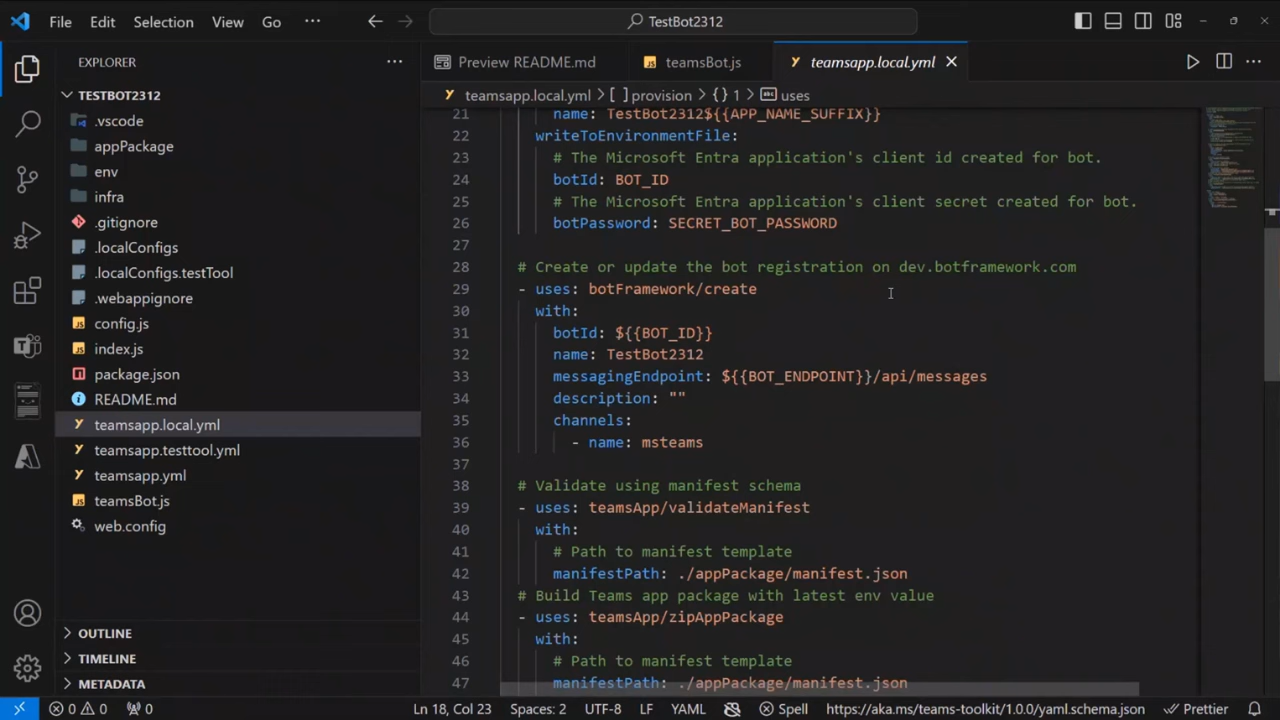 File Edit Selection View Go ··· TestBot2312
EXPLORER ···
Preview README.md teamsBot.js teamsapp.local.yml
TESTBOT2312
teamsapp.local.yml > [ ] provision > { } 1 > abc uses
.vscode
appPackage
env
infra
.gitignore
.localConfigs
.localConfigs.testTool
.webappignore
config.js
index.js
package.json
README.md
teamsapp.local.yml
teamsapp.testtool.yml
teamsapp.yml
teamsBot.js
web.config
OUTLINE
TIMELINE
METADATA
21 name: TestBot2312${{APP_NAME_SUFFIX}}
22 writeToEnvironmentFile:
23 # The Microsoft Entra application's client id created for bot.
24 botId: BOT_ID
25 # The Microsoft Entra application's client secret created for bot.
26 botPassword: SECRET_BOT_PASSWORD
27
28 # Create or update the bot registration on dev.botframework.com
29 - uses: botFramework/create
30 with:
31 botId: ${{BOT_ID}}
32 name: TestBot2312
33 messagingEndpoint: ${{BOT_ENDPOINT}}/api/messages
34 description: ""
35 channels:
36 - name: msteams
37
38 # Validate using manifest schema
39 - uses: teamsApp/validateManifest
40 with:
41 # Path to manifest template
42 manifestPath: ./appPackage/manifest.json
43 # Build Teams app package with latest env value
44 - uses: teamsApp/zipAppPackage
45 with:
46 # Path to manifest template
47 manifestPath: ./appPackage/manifest.json
0 0 0 Ln 18, Col 23 Spaces: 2 UTF-8 LF YAML Spell https://aka.ms/teams-toolkit/1.0.0/yaml.schema.json Prettier